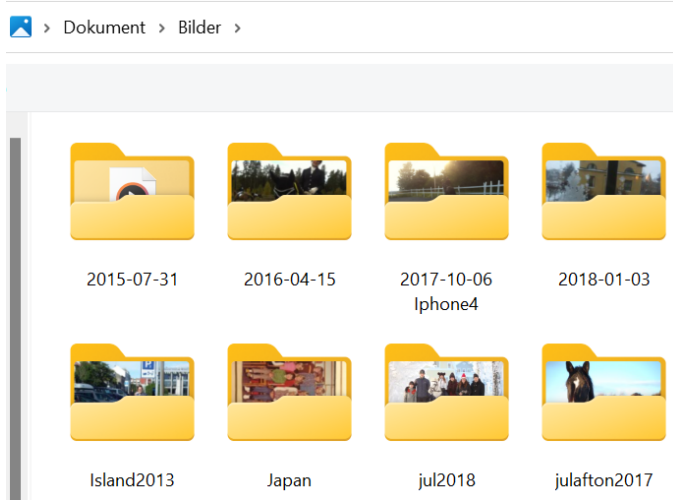 Dokument Bilder
2015-07-31
2016-04-15
2017-10-06
Iphone4
2018-01-03
Island2013
Japan
jul2018
julafton2017